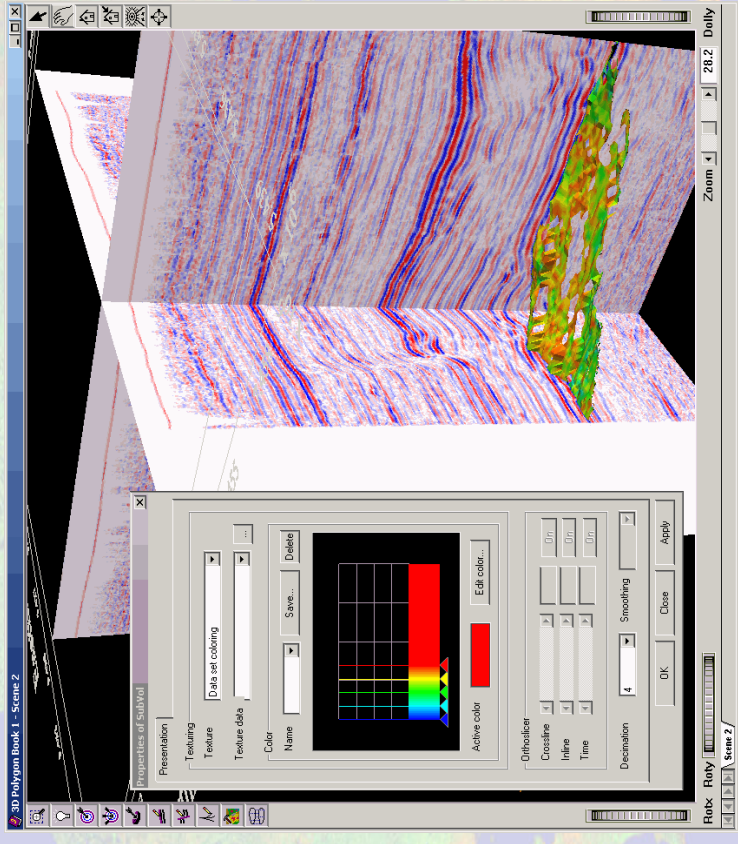 3D Polygon Book 1 - Scene 2
Properties of SubVol
Presentation
Texturing
Texture
Data set coloring
Texture data
...
Color
Name
Save...
Delete
Active color
Edit color...
Orthoslicer
Crossline
On
Inline
On
Time
On
Decimation
4
Smoothing
OK
Close
Apply
Rotx
Roty
Zoom
28.2
Dolly
Scene 2